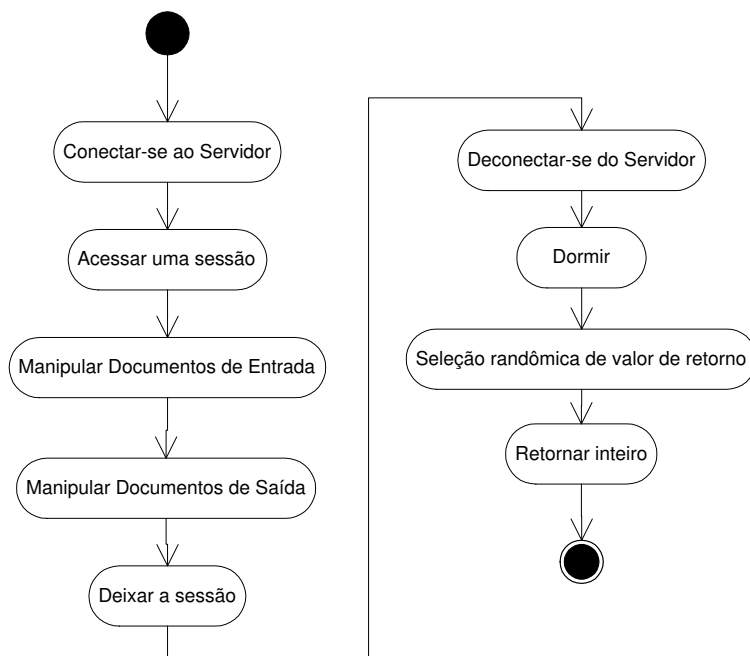 Conectar-se ao Servidor
Acessar uma sessão
Manipular Documentos de Entrada
Manipular Documentos de Saída
Deixar a sessão
Deconectar-se do Servidor
Dormir
Seleção randômica de valor de retorno
Retornar inteiro